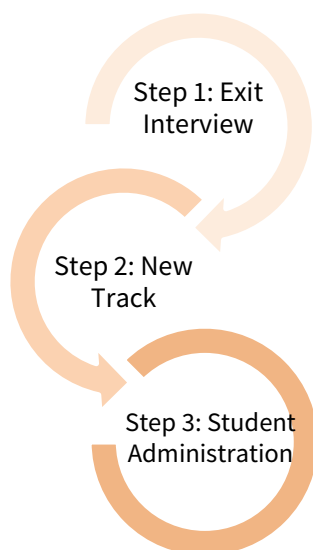 Step 1: Exit
Interview
Step 2: New
Track
Step 3: Student
Administration